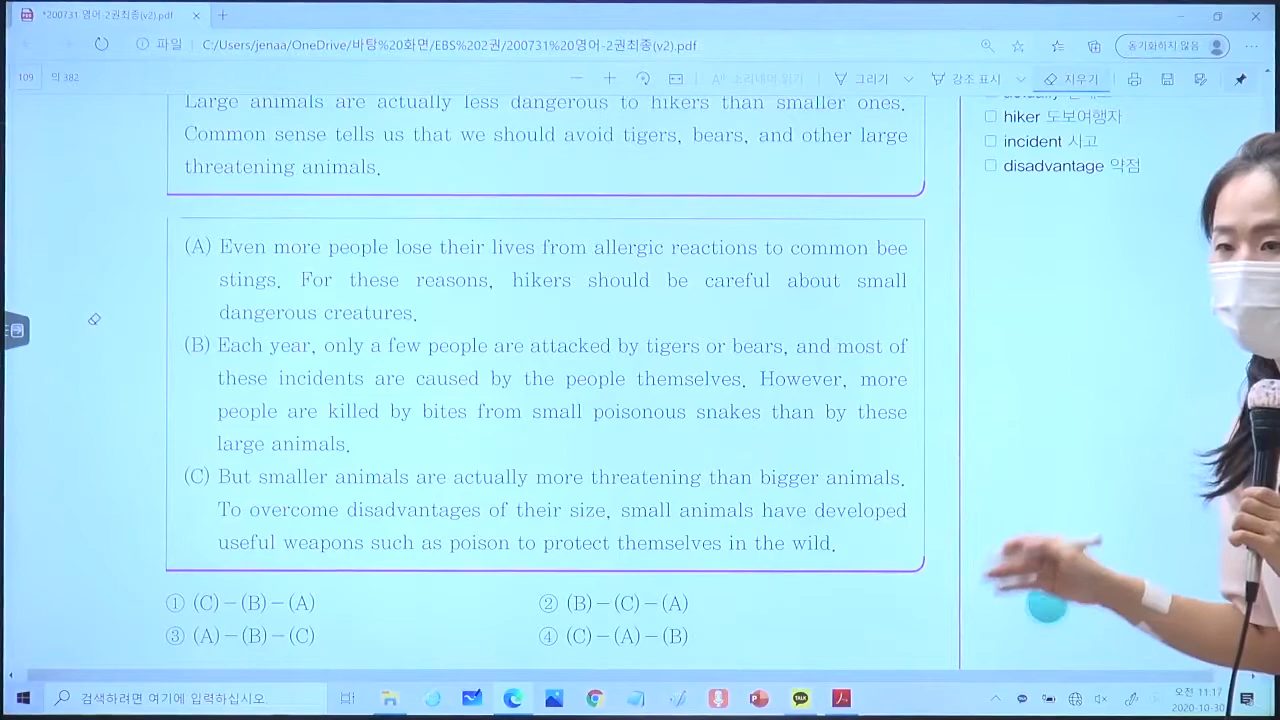 *200731 영어-2권최종(v2).pdf
파일 C:/Users/jenaa/OneDrive/바탕%20화면/EBS%202권/200731%20영어-2권최종(v2).pdf
동기화하지 않음
109 의 382
소리내어 읽기 그리기 강조 표시 지우기
Large animals are actually less dangerous to hikers than smaller ones.
Common sense tells us that we should avoid tigers, bears, and other large
threatening animals.
hiker 도보여행자
incident 사고
disadvantage 약점
(A) Even more people lose their lives from allergic reactions to common bee
stings. For these reasons, hikers should be careful about small
dangerous creatures.
(B) Each year, only a few people are attacked by tigers or bears, and most of
these incidents are caused by the people themselves. However, more
people are killed by bites from small poisonous snakes than by these
large animals.
(C) But smaller animals are actually more threatening than bigger animals.
To overcome disadvantages of their size, small animals have developed
useful weapons such as poison to protect themselves in the wild.
① (C)-(B)-(A) ② (B)-(C)-(A)
③ (A)-(B)-(C) ④ (C)-(A)-(B)
검색하려면 여기에 입력하십시오.
TALK
오전 11:17
2020-10-30